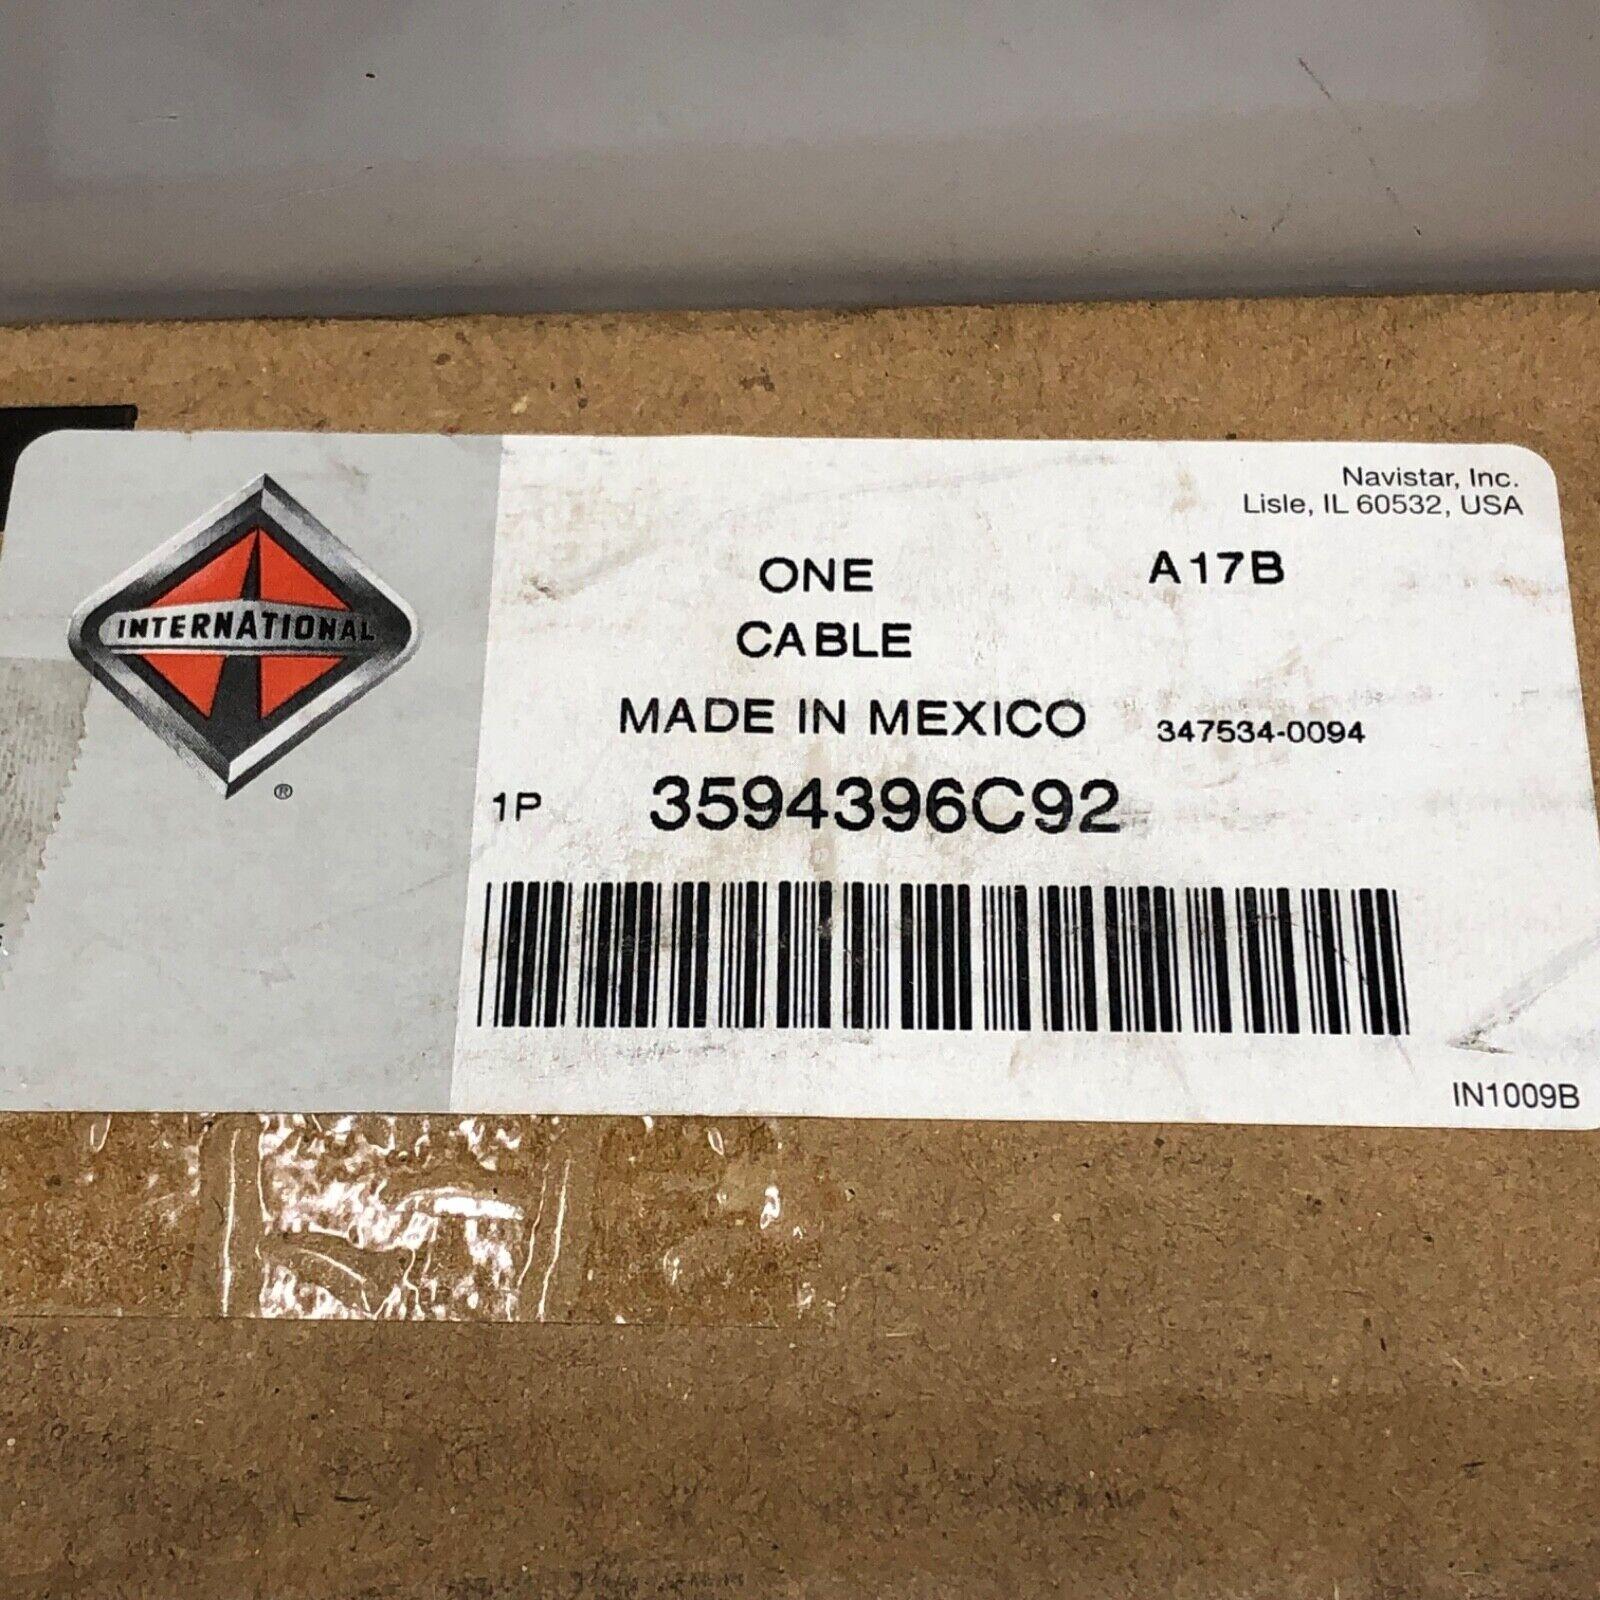 Navistar, Inc.
Lisle, IL 60532, USA
INTERNATIONAL
®
ONE
A17B
CABLE
MADE IN MEXICO
347534-0094
1P
3594396C92
IN1009B